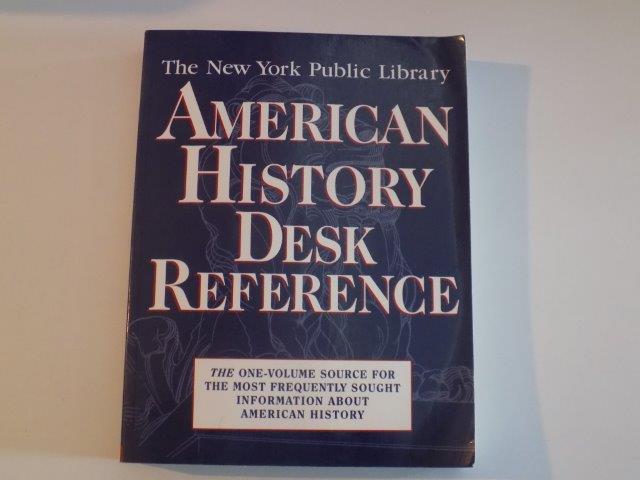 The New York Public Library
AMERICAN
HISTORY
DESK
REFERENCE
THE ONE-VOLUME SOURCE FOR
THE MOST FREQUENTLY SOUGHT
INFORMATION ABOUT
AMERICAN HISTORY